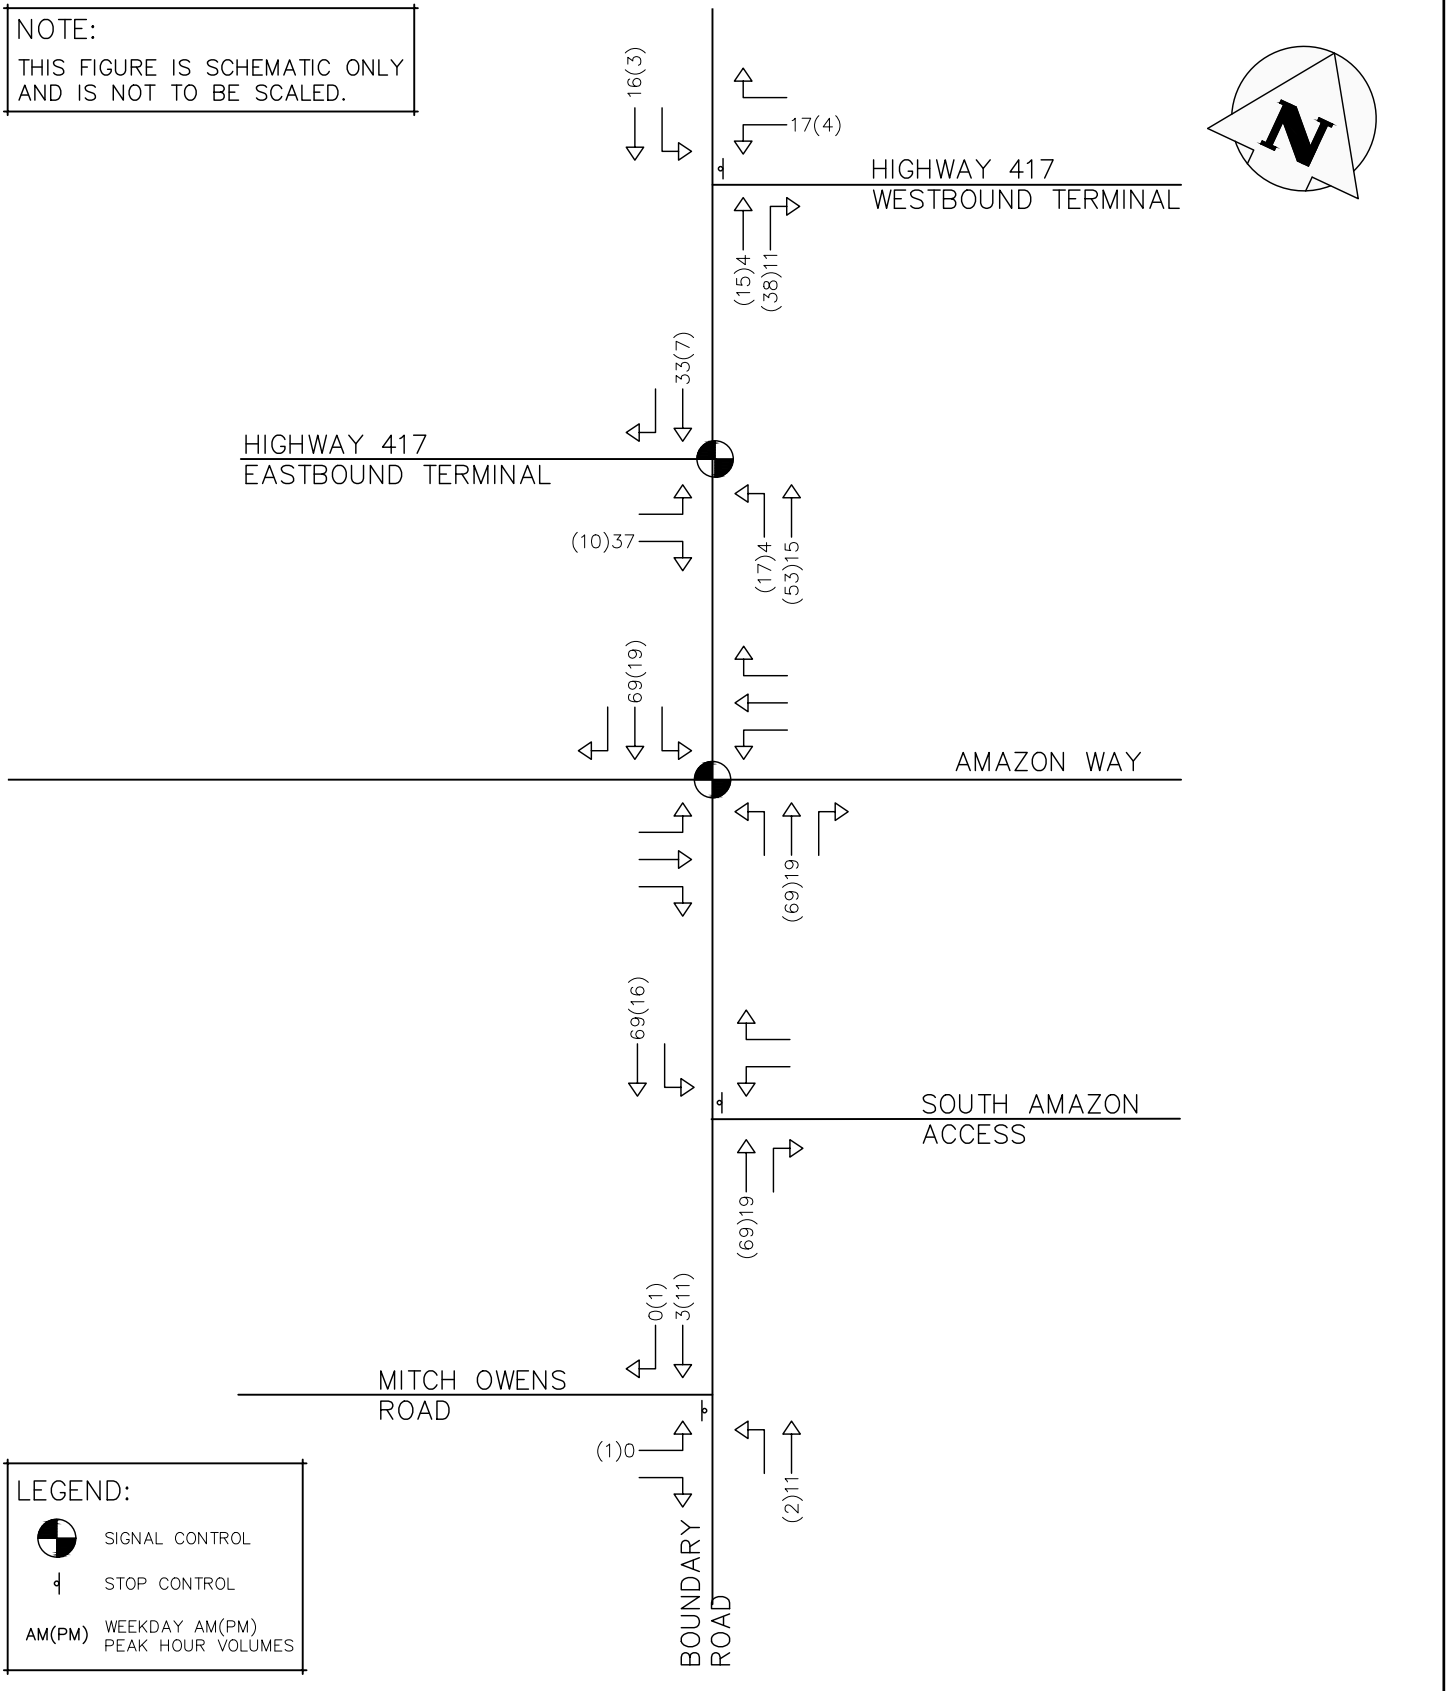 NOTE:
THIS FIGURE IS SCHEMATIC ONLY
AND IS NOT TO BE SCALED.
16(3)
17(4)
N
HIGHWAY 417
WESTBOUND TERMINAL
(15)4
(38)11
33(7)
HIGHWAY 417
EASTBOUND TERMINAL
(10)37
(17)4
(53)15
69(19)
AMAZON WAY
(69)19
69(16)
SOUTH AMAZON
ACCESS
(69)19
0(1)
3(11)
MITCH OWENS
ROAD
(1)0
(2)11
BOUNDARY
ROAD
LEGEND:
SIGNAL CONTROL
STOP CONTROL
AM(PM)
WEEKDAY AM(PM)
PEAK HOUR VOLUMES